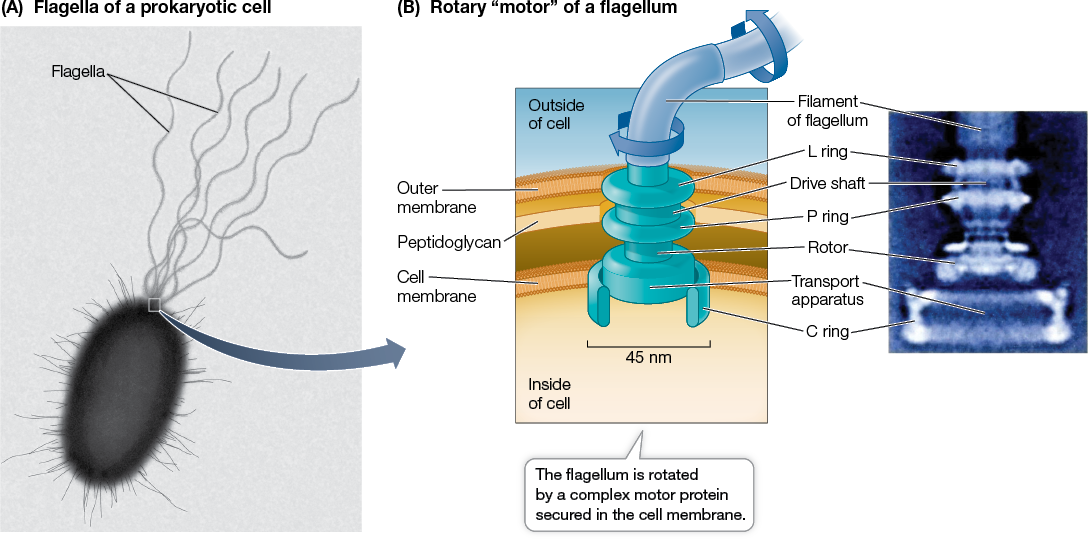 (A) Flagella of a prokaryotic cell
Flagella
(B) Rotary “motor” of a flagellum
Outside
of cell
Outer
membrane
Peptidoglycan
Cell
membrane
Filament
of flagellum
L ring
Drive shaft
P ring
Rotor
Transport
apparatus
C ring
45 nm
Inside
of cell
The flagellum is rotated
by a complex motor protein
secured in the cell membrane.